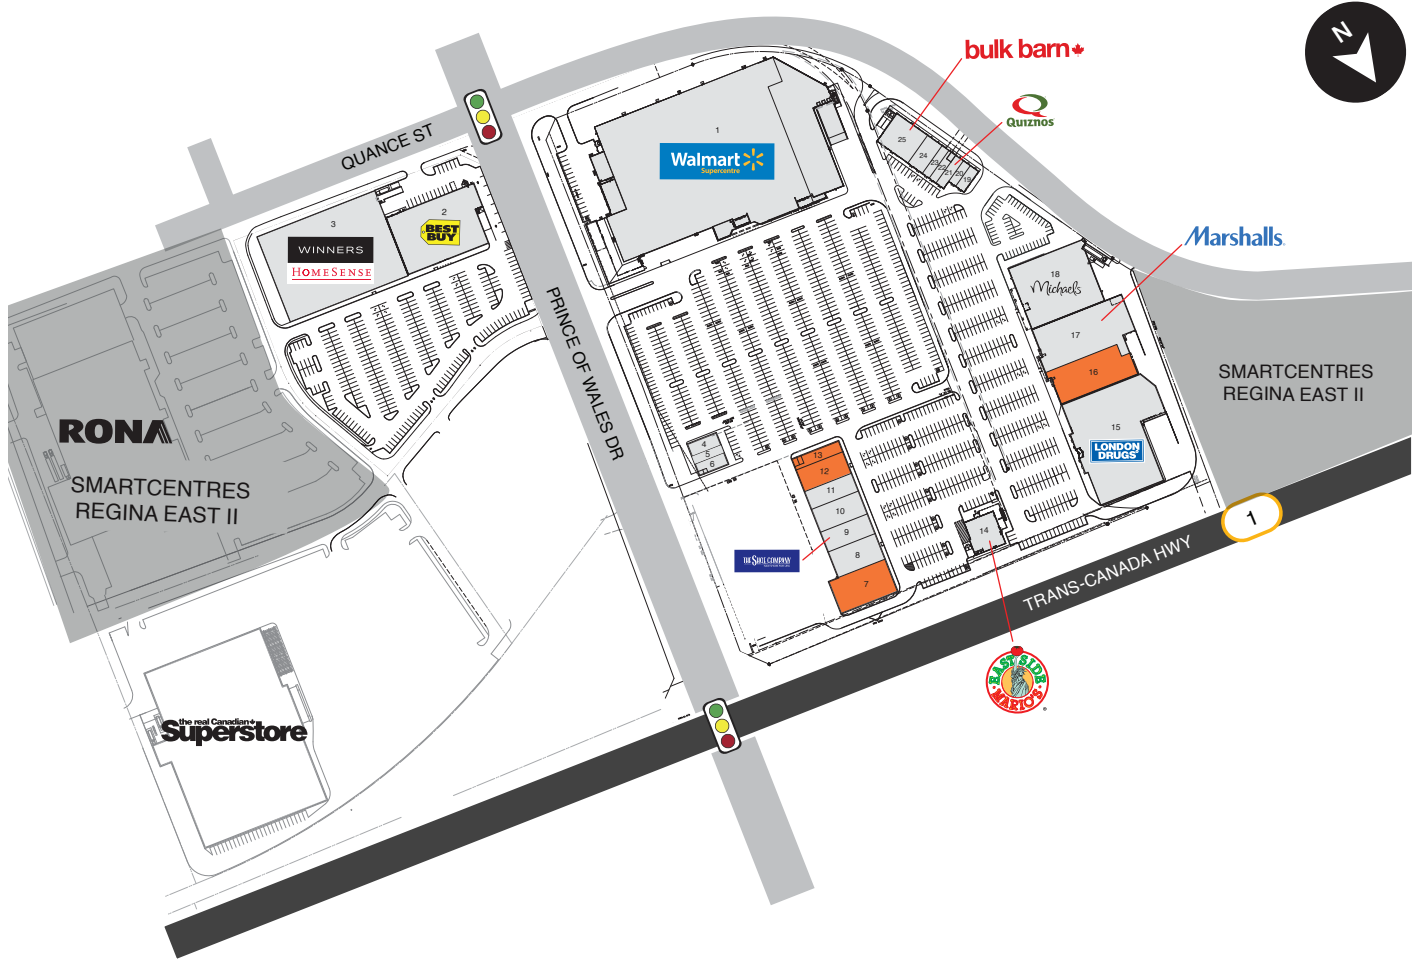 N
bulk barn
Quiznos
QUANCE ST
1
Walmart
Supercentre
25
24
23
22
21
20
19
3
2
WINNERS
HOMESENSE
BEST
BUY
Marshalls
18
Michaels
17
16
15
LONDON
DRUGS
SMARTCENTRES
REGINA EAST II
PRINCE OF WALES DR
RONA
SMARTCENTRES
REGINA EAST II
4
5
6
13
12
11
10
9
8
7
THE SHOE COMPANY
14
1
TRANS-CANADA HWY
EAST SIDE
MARIO'S
the real Canadian
Superstore